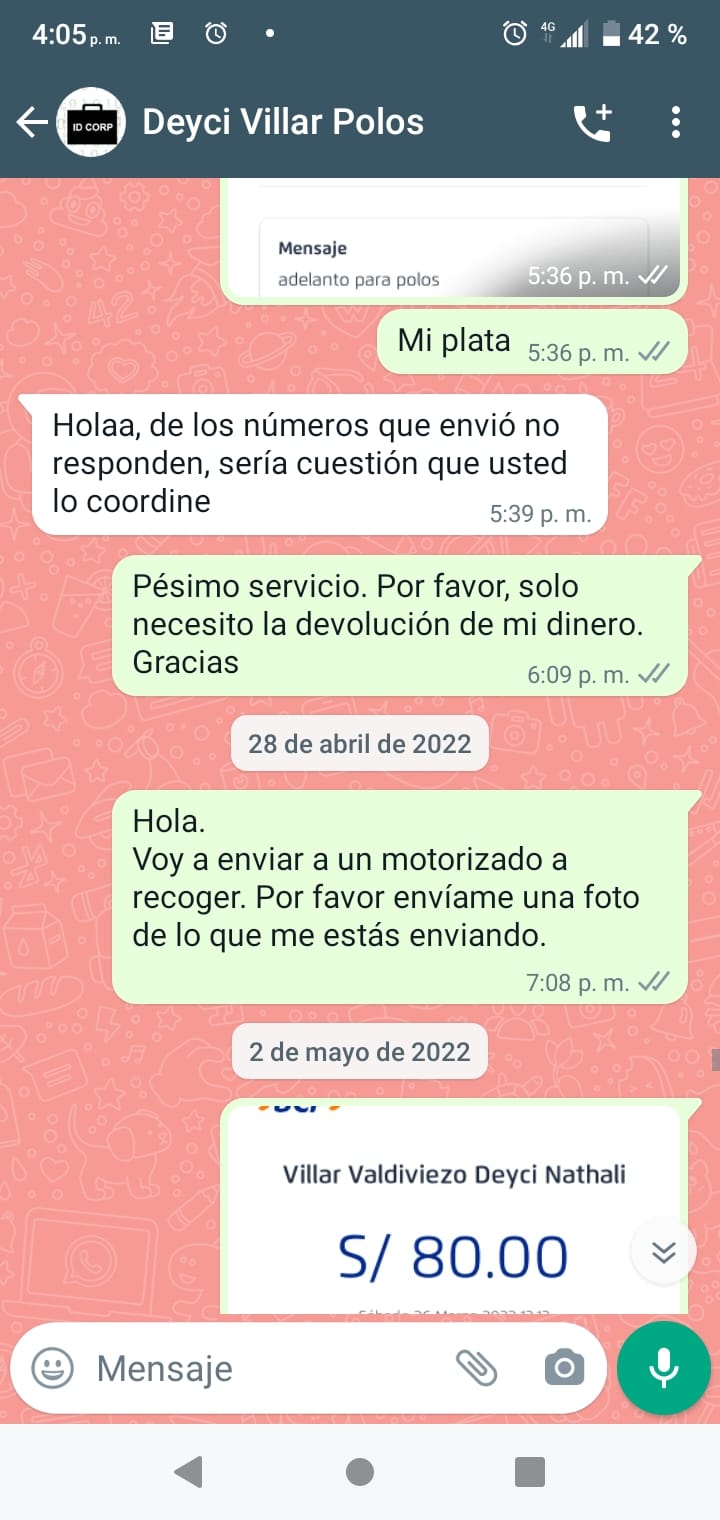 4:05 p. m.
4G
42 %
ID CORP
Deyci Villar Polos
Mensaje
adelanto para polos
5:36 p. m.
Mi plata
5:36 p. m.
Holaa, de los números que envió no
responden, sería cuestión que usted
lo coordine
5:39 p. m.
Pésimo servicio. Por favor, solo
necesito la devolución de mi dinero.
Gracias
6:09 p. m.
28 de abril de 2022
Hola.
Voy a enviar a un motorizado a
recoger. Por favor envíame una foto
de lo que me estás enviando.
7:08 p. m.
2 de mayo de 2022
Villar Valdiviezo Deyci Nathali
S/ 80.00
Mensaje